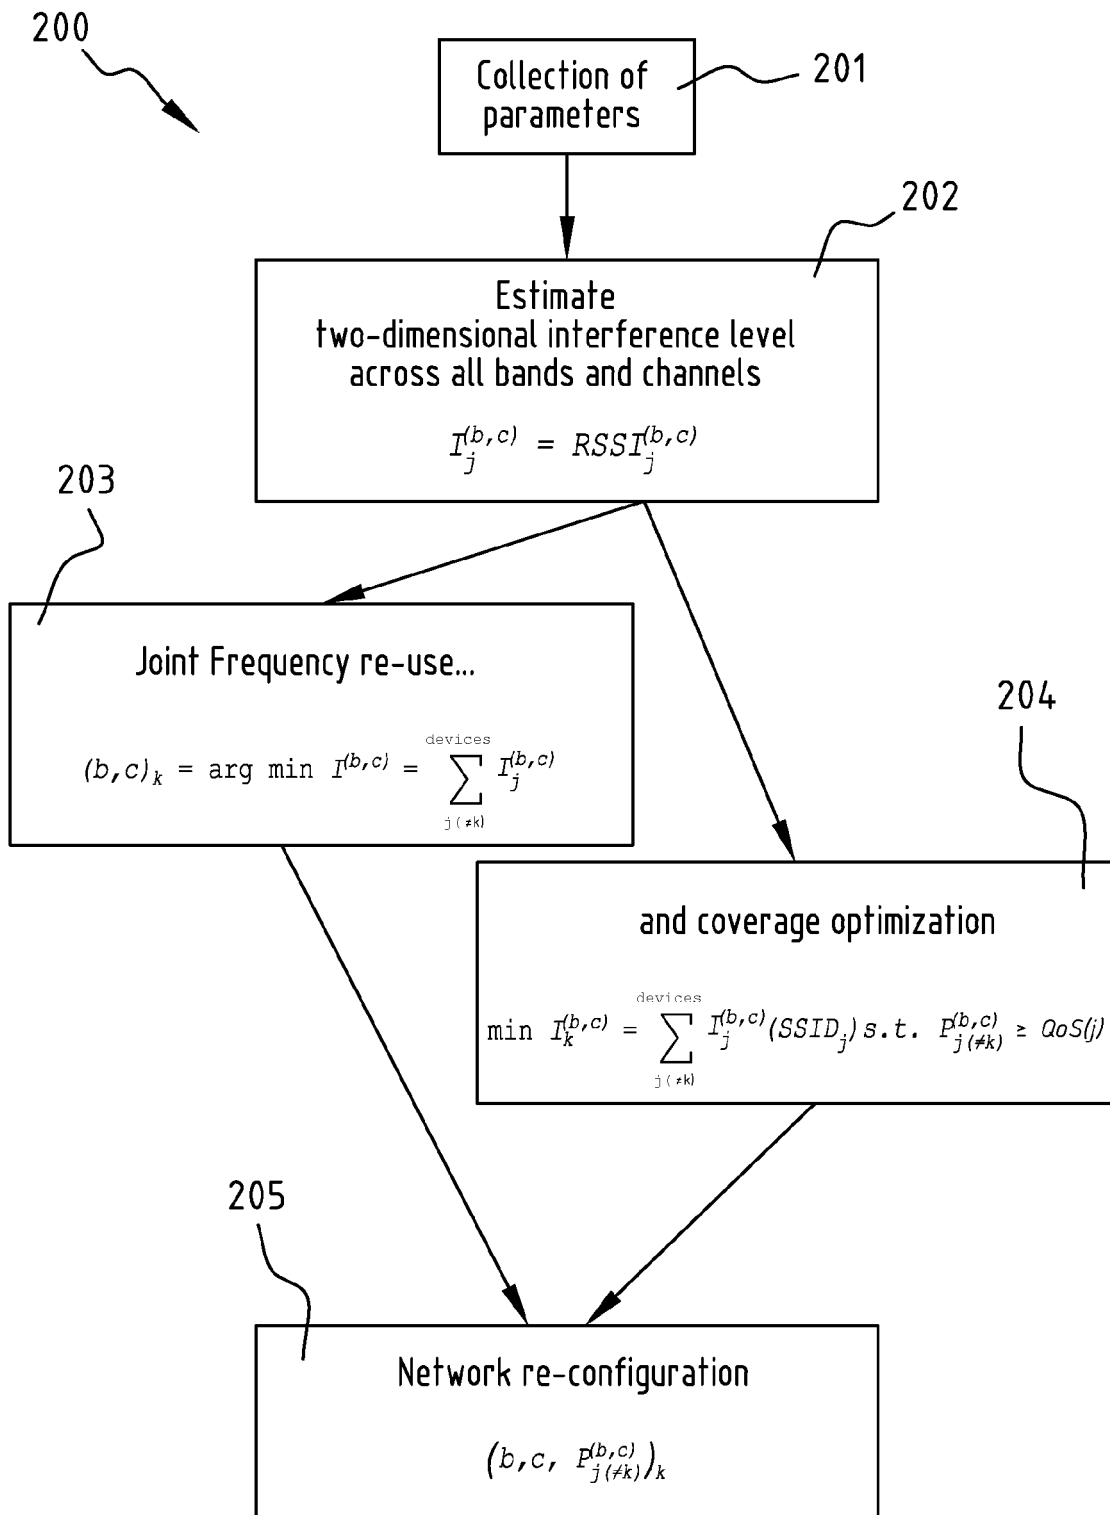 200
201
Collection of
parameters
202
Estimate
two-dimensional interference level
across all bands and channels
I_j^(b,c) = RSSI_j^(b,c)
203
Joint Frequency re-use...
(b,c)_k = arg min I^(b,c) = ∑_{j(≠k)}^{devices} I_j^(b,c)
204
and coverage optimization
min I_k^(b,c) = ∑_{j(≠k)}^{devices} I_j^(b,c) (SSID_j) s.t. P_{j(≠k)}^(b,c) ≥ QoS(j)
205
Network re-configuration
(b,c, P_{j(≠k)}^(b,c))_k